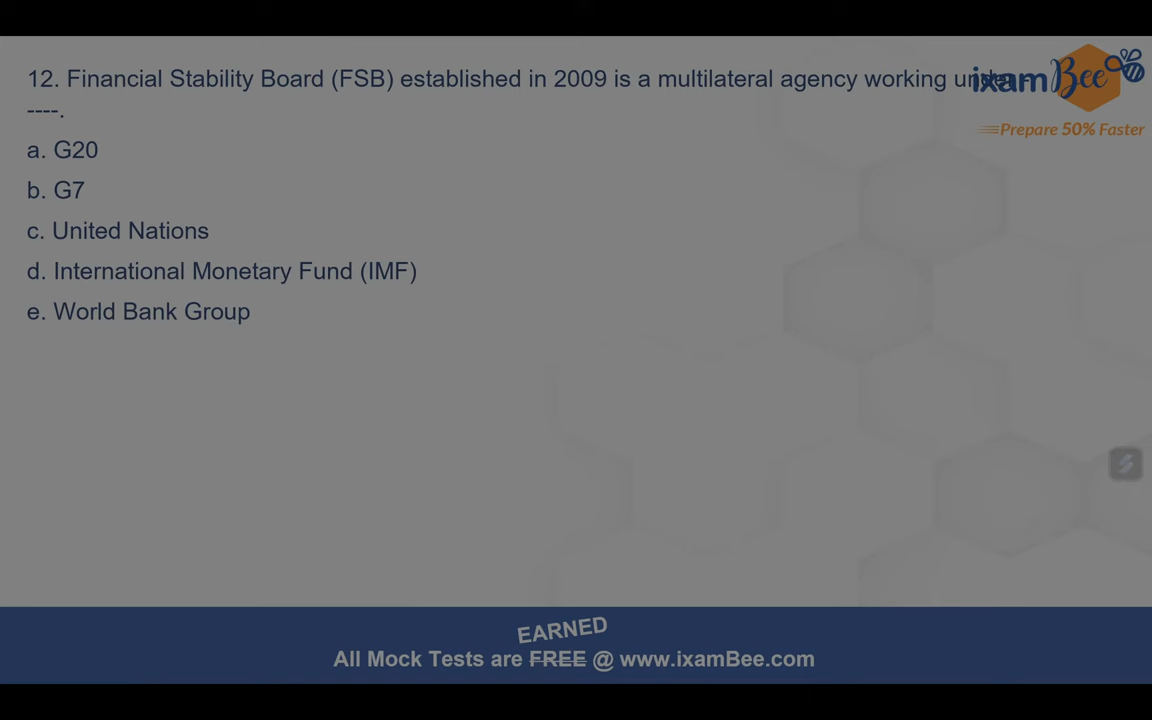 12. Financial Stability Board (FSB) established in 2009 is a multilateral agency working under
----.
a. G20
b. G7
c. United Nations
d. International Monetary Fund (IMF)
e. World Bank Group
ixamBee
Prepare 50% Faster
EARNED
All Mock Tests are FREE @ www.ixamBee.com